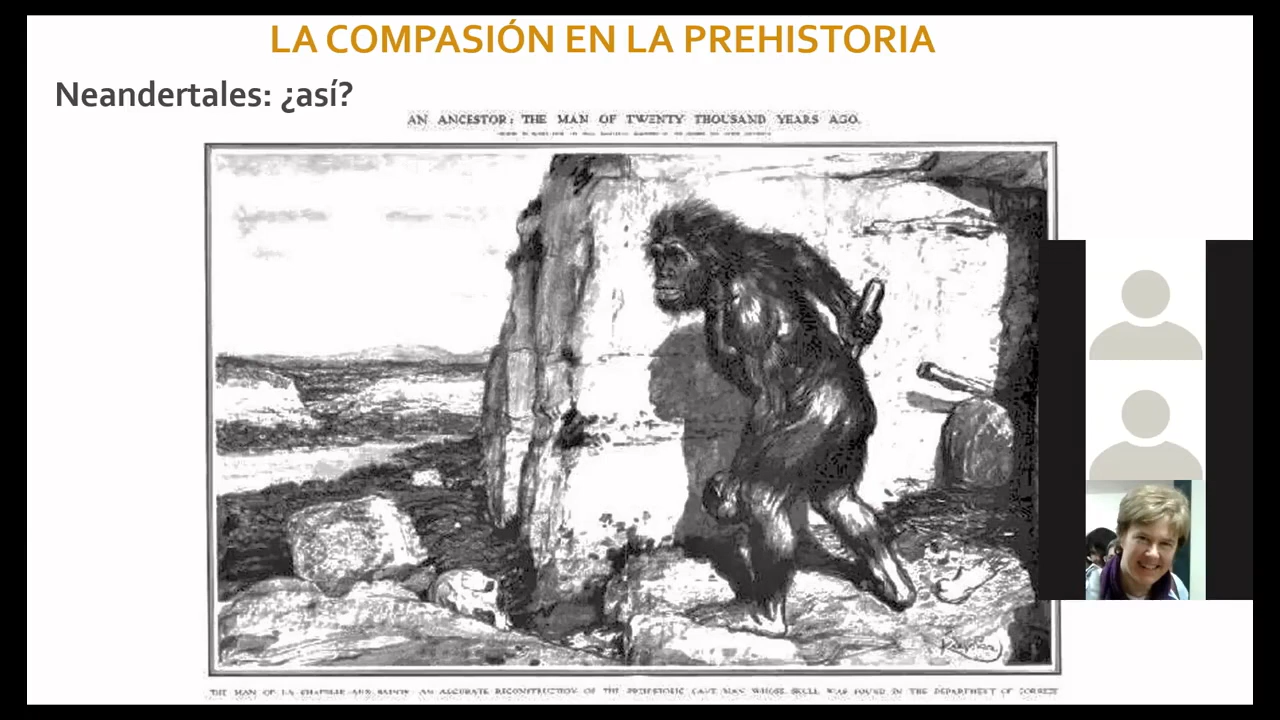 LA COMPASIÓN EN LA PREHISTORIA
Neandertales: ¿así?
AN ANCESTOR: THE MAN OF TWENTY THOUSAND YEARS AGO.
THE MAN OF LA CHAPELLE AUX SAINTS AN ACCURATE RECONSTRUCTION OF THE PREHISTORIC CAVE MAN WHOSE SKULL WAS FOUND IN THE DEPARTMENT OF CORREZE